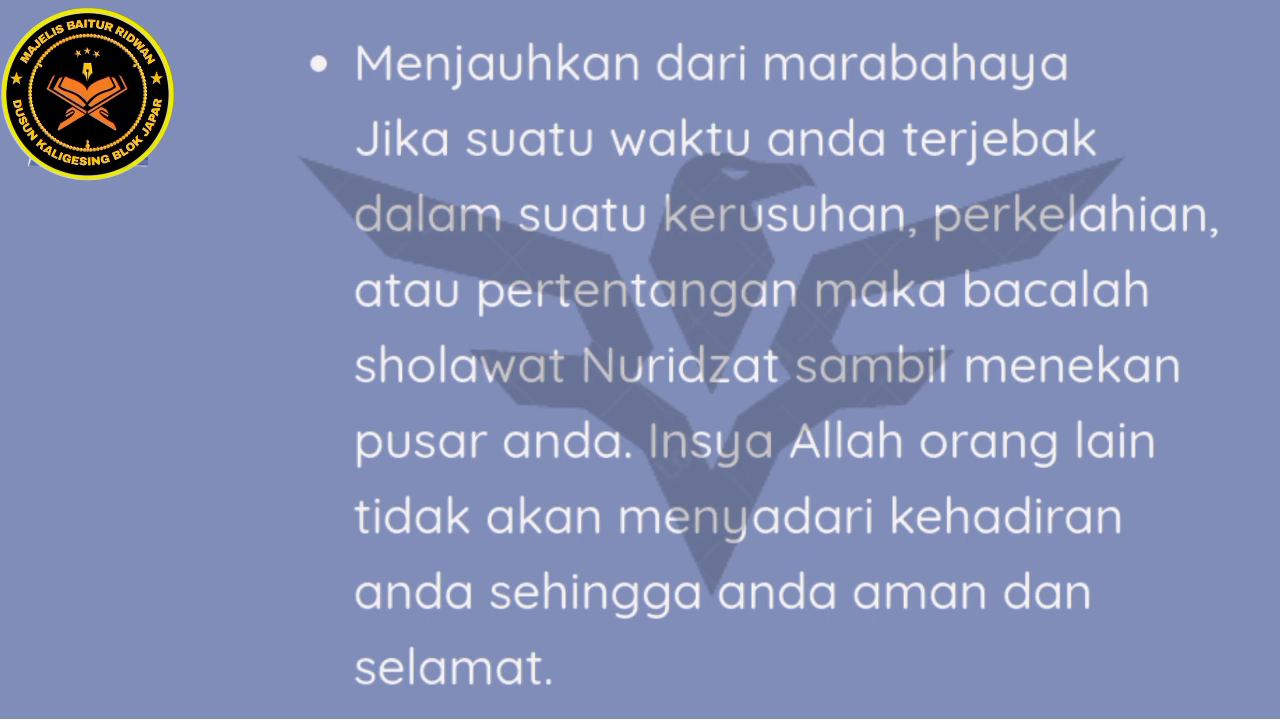 MAJELIS BAITUR RIDWAN
DUSUN KALIGESING BLOK JAPAR
• Menjauhkan dari marabahaya
Jika suatu waktu anda terjebak
dalam suatu kerusuhan, perkelahian,
atau pertentangan maka bacalah
sholawat Nuridzat sambil menekan
pusar anda. Insya Allah orang lain
tidak akan menyadari kehadiran
anda sehingga anda aman dan
selamat.